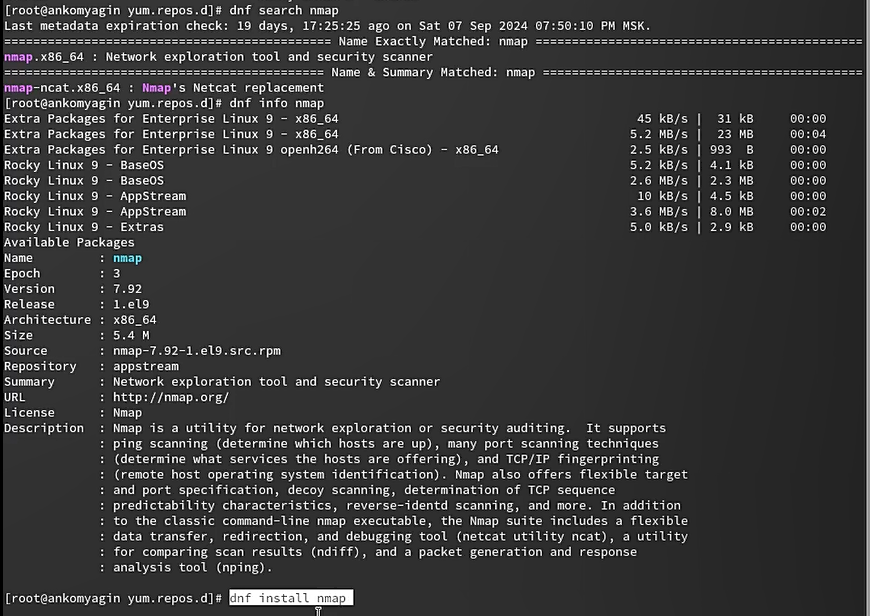 [root@ankomyagin yum.repos.d]# dnf search nmap
Last metadata expiration check: 19 days, 17:25:25 ago on Sat 07 Sep 2024 07:50:10 PM MSK.
============================================ Name Exactly Matched: nmap ============================================
nmap.x86_64 : Network exploration tool and security scanner
=========================================== Name & Summary Matched: nmap ===========================================
nmap-ncat.x86_64 : Nmap's Netcat replacement
[root@ankomyagin yum.repos.d]# dnf info nmap
Extra Packages for Enterprise Linux 9 - x86_64 45 kB/s | 31 kB 00:00
Extra Packages for Enterprise Linux 9 - x86_64 5.2 MB/s | 23 MB 00:04
Extra Packages for Enterprise Linux 9 openh264 (From Cisco) - x86_64 2.5 kB/s | 993 B 00:00
Rocky Linux 9 - BaseOS 5.2 kB/s | 4.1 kB 00:00
Rocky Linux 9 - BaseOS 2.6 MB/s | 2.3 MB 00:00
Rocky Linux 9 - AppStream 10 kB/s | 4.5 kB 00:00
Rocky Linux 9 - AppStream 3.6 MB/s | 8.0 MB 00:02
Rocky Linux 9 - Extras 5.0 kB/s | 2.9 kB 00:00
Available Packages
Name : nmap
Epoch : 3
Version : 7.92
Release : 1.el9
Architecture : x86_64
Size : 5.4 M
Source : nmap-7.92-1.el9.src.rpm
Repository : appstream
Summary : Network exploration tool and security scanner
URL : http://nmap.org/
License : Nmap
Description : Nmap is a utility for network exploration or security auditing. It supports
: ping scanning (determine which hosts are up), many port scanning techniques
: (determine what services the hosts are offering), and TCP/IP fingerprinting
: (remote host operating system identification). Nmap also offers flexible target
: and port specification, decoy scanning, determination of TCP sequence
: predictability characteristics, reverse-identd scanning, and more. In addition
: to the classic command-line nmap executable, the Nmap suite includes a flexible
: data transfer, redirection, and debugging tool (netcat utility ncat), a utility
: for comparing scan results (ndiff), and a packet generation and response
: analysis tool (nping).
[root@ankomyagin yum.repos.d]# dnf install nmap